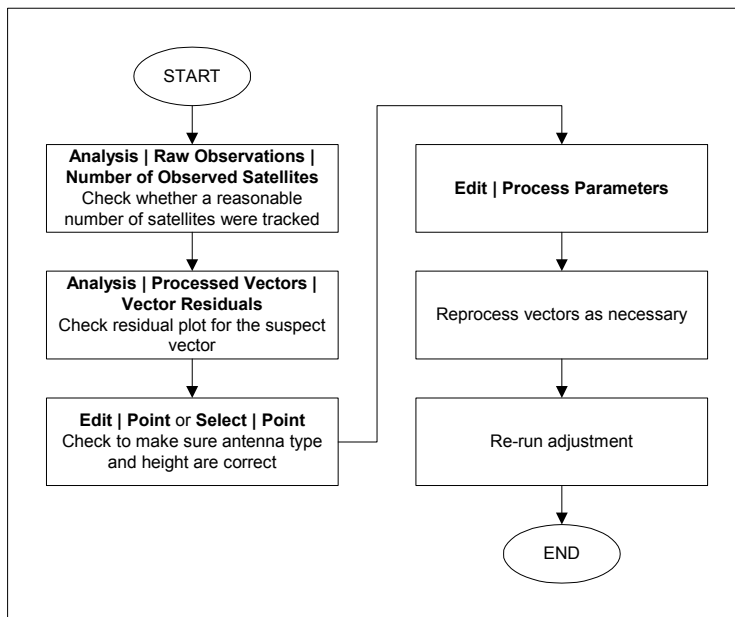 START
Analysis | Raw Observations |
Number of Observed Satellites
Check whether a reasonable
number of satellites were tracked
Analysis | Processed Vectors |
Vector Residuals
Check residual plot for the suspect
vector
Edit | Point or Select | Point
Check to make sure antenna type
and height are correct
Edit | Process Parameters
Reprocess vectors as necessary
Re-run adjustment
END